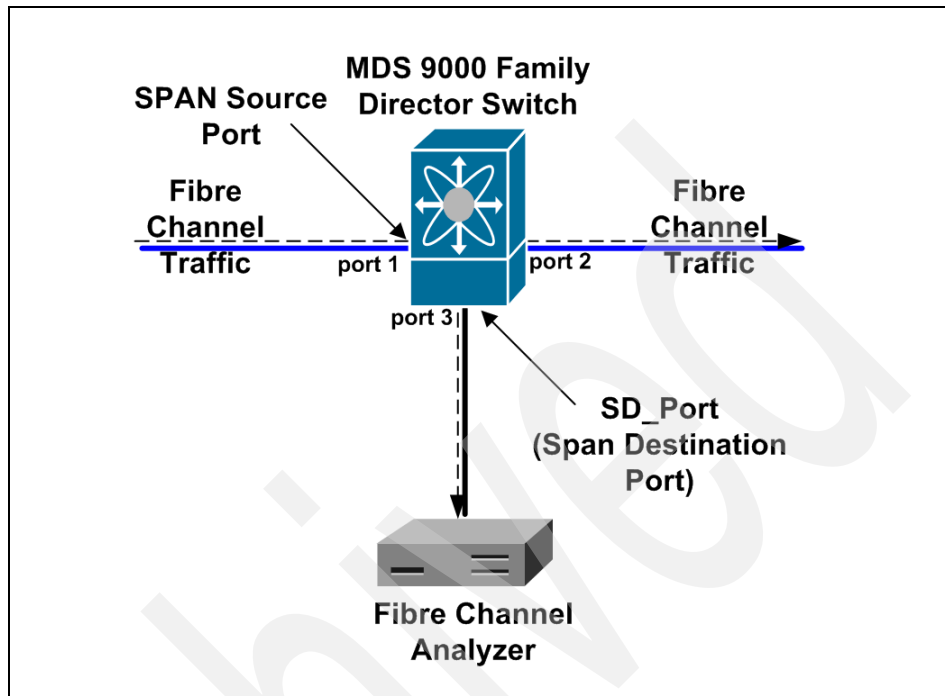 MDS 9000 Family
Director Switch
SPAN Source
Port
Fibre
Channel
Traffic
port 1
port 2
Fibre
Channel
Traffic
port 3
SD_Port
(Span Destination
Port)
Fibre Channel
Analyzer